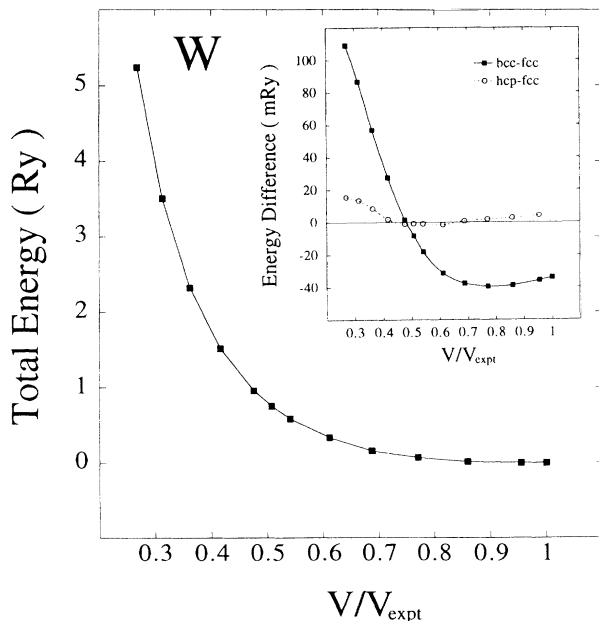 W
Total Energy ( Ry )
5
4
3
2
1
0
0.3 0.4 0.5 0.6 0.7 0.8 0.9 1
V/Vexpt
Energy Difference ( mRy )
100
80
60
40
20
0
-20
-40
bcc-fcc
hcp-fcc
0.3 0.4 0.5 0.6 0.7 0.8 0.9 1
V/Vexpt